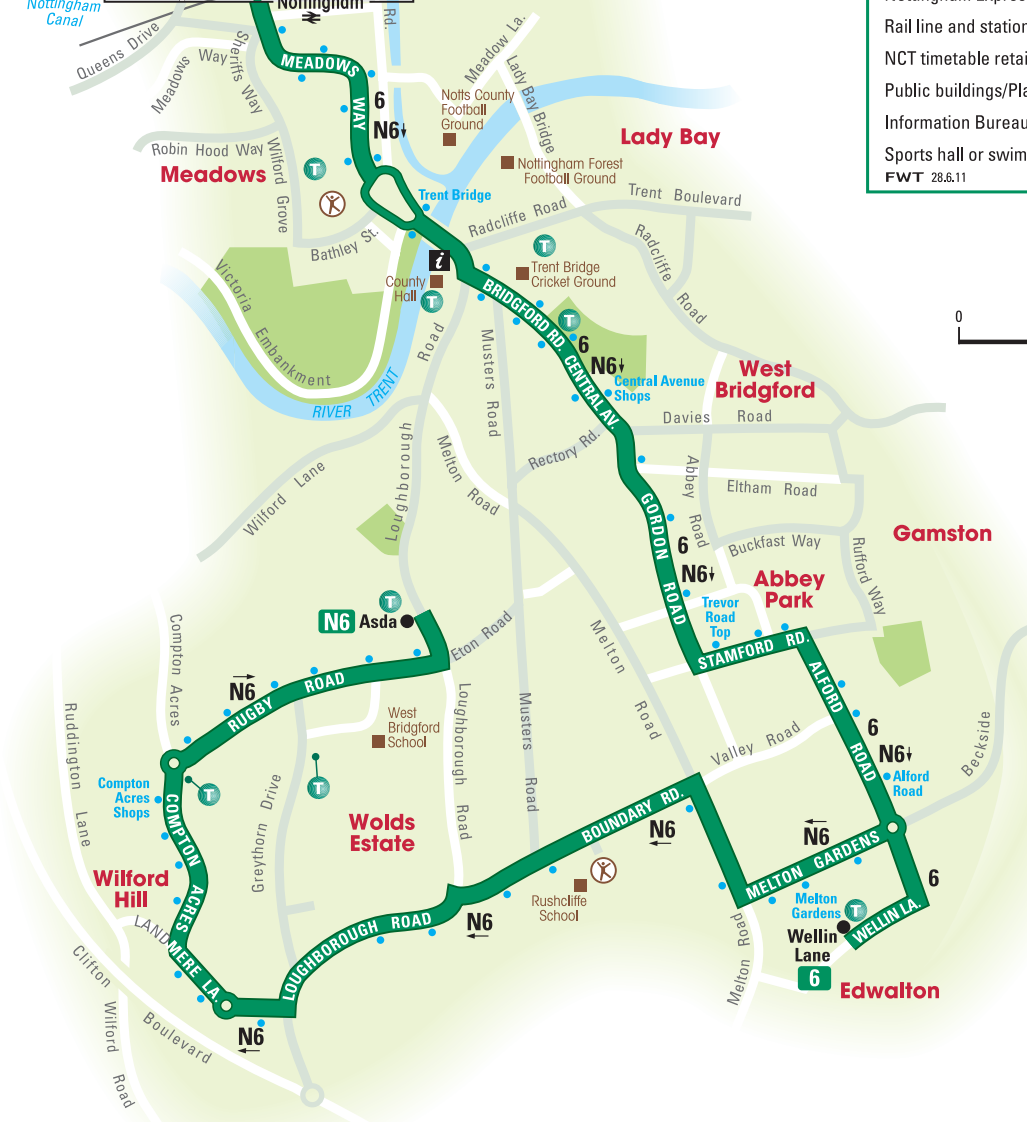 Nottingham
Canal
Nottingham
Rd.
Queens Drive
Meadows Way
Sheriffs Way
MEADOWS
WAY
6
N6
Meadow La.
Lady Bay Bridge
Notts County
Football
Ground
Lady Bay
Robin Hood Way
Wilford Grove
Meadows
T
Nottingham Forest
Football Ground
Trent Bridge
Radcliffe Road
Trent Boulevard
Bathley St.
i
County
Hall
T
T
Trent Bridge
Cricket Ground
Radcliffe Road
Victoria Embankment
RIVER TRENT
BRIDGFORD RD.
T
6
N6
CENTRAL AV.
Central Avenue
Shops
West
Bridgford
Loughborough Road
Musters Road
Davies Road
Rectory Rd.
Melton Road
Wilford Lane
Abbey Road
Eltham Road
GORDON ROAD
Buckfast Way
Rufford Way
Gamston
6
N6
Abbey
Park
Trevor
Road
Top
T
N6 Asda
Eton Road
STAMFORD RD.
Compton Acres
N6
RUGBY ROAD
Melton Road
ALFORD ROAD
Ruddington Lane
West
Bridgford
School
Loughborough Road
Musters Road
Valley Road
6
N6
Alford
Road
Beckside
Compton
Acres
Shops
T
T
COMPTON ACRES
Greythorn Drive
Wolds
Estate
BOUNDARY RD.
N6
N6
MELTON GARDENS
6
Wilford
Hill
Rushcliffe
School
Melton
Gardens
T
WELLIN LA.
Wellin
Lane
6
Edwalton
Melton Road
LANDMERE LA.
LOUGHBOROUGH ROAD
N6
N6
Clifton Boulevard
Wilford Road
Rail line and station
NCT timetable retai
Public buildings/Pla
Information Bureau
Sports hall or swim
FWT 28.6.11
0